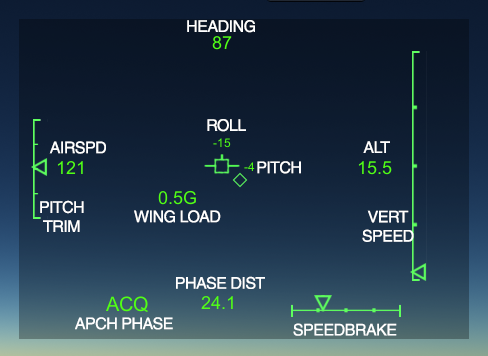 HEADING
87
ROLL
-15
AIRSPD
121
-4 PITCH
ALT
15.5
PITCH
TRIM
0.5G
WING LOAD
VERT
SPEED
PHASE DIST
24.1
ACQ
APCH PHASE
SPEEDBRAKE